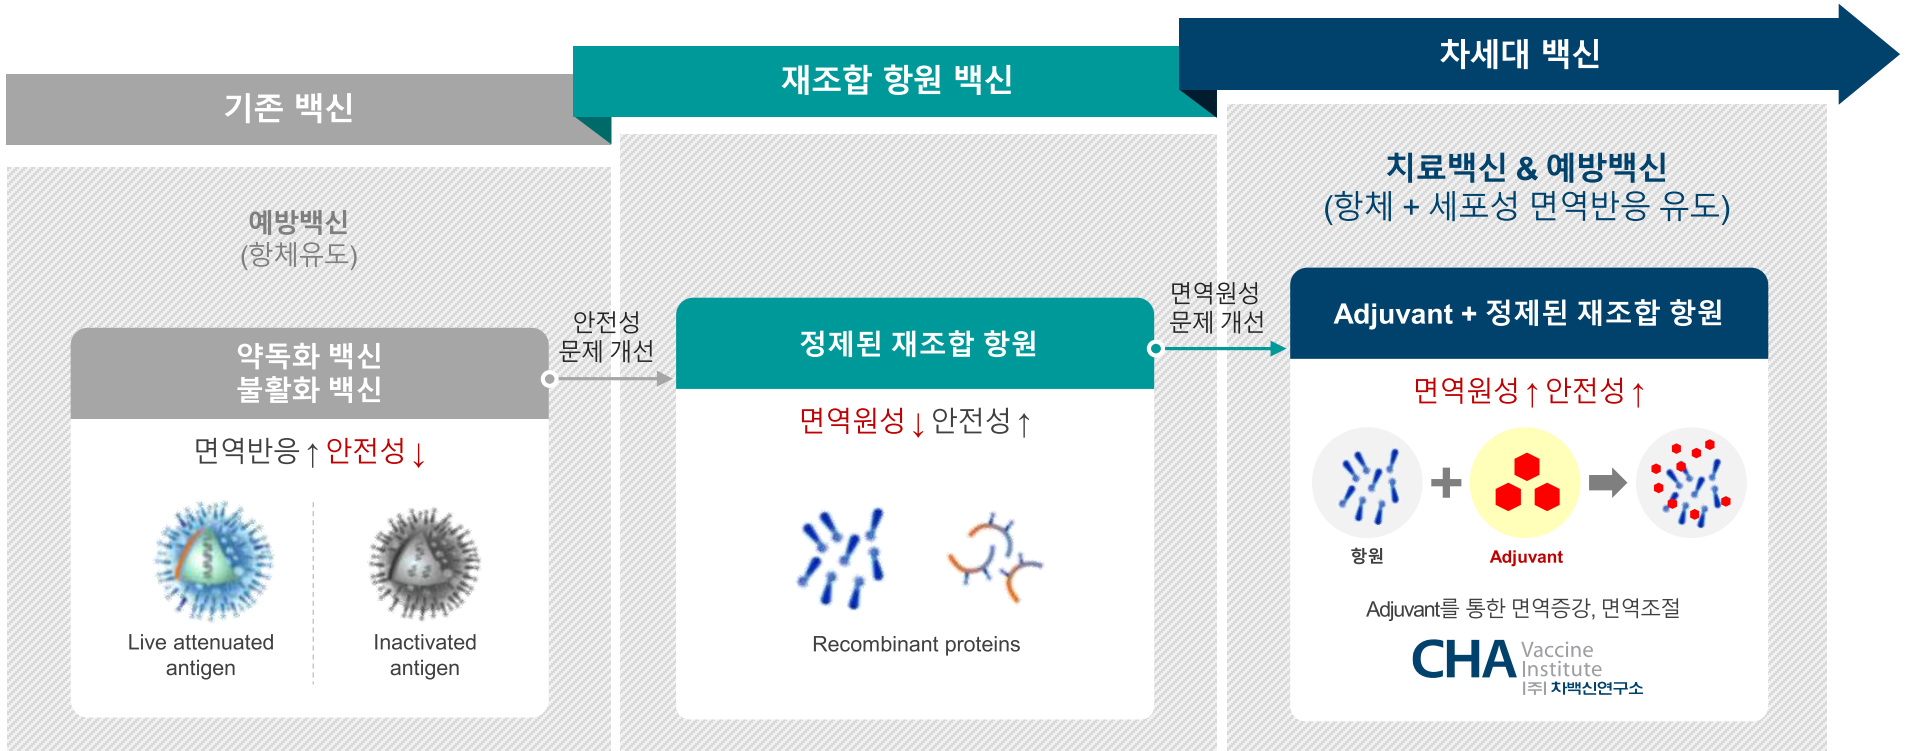 기존 백신
재조합 항원 백신
차세대 백신
예방백신
(항체유도)
약독화 백신
불활화 백신
면역반응 ↑ 안전성 ↓
Live attenuated
antigen
Inactivated
antigen
안전성
문제 개선
정제된 재조합 항원
면역원성 ↓ 안전성 ↑
Recombinant proteins
면역원성
문제 개선
치료백신 & 예방백신
(항체 + 세포성 면역반응 유도)
Adjuvant + 정제된 재조합 항원
면역원성 ↑ 안전성 ↑
항원
Adjuvant
Adjuvant를 통한 면역증강, 면역조절
CHA Vaccine
Institute
(주) 차백신연구소